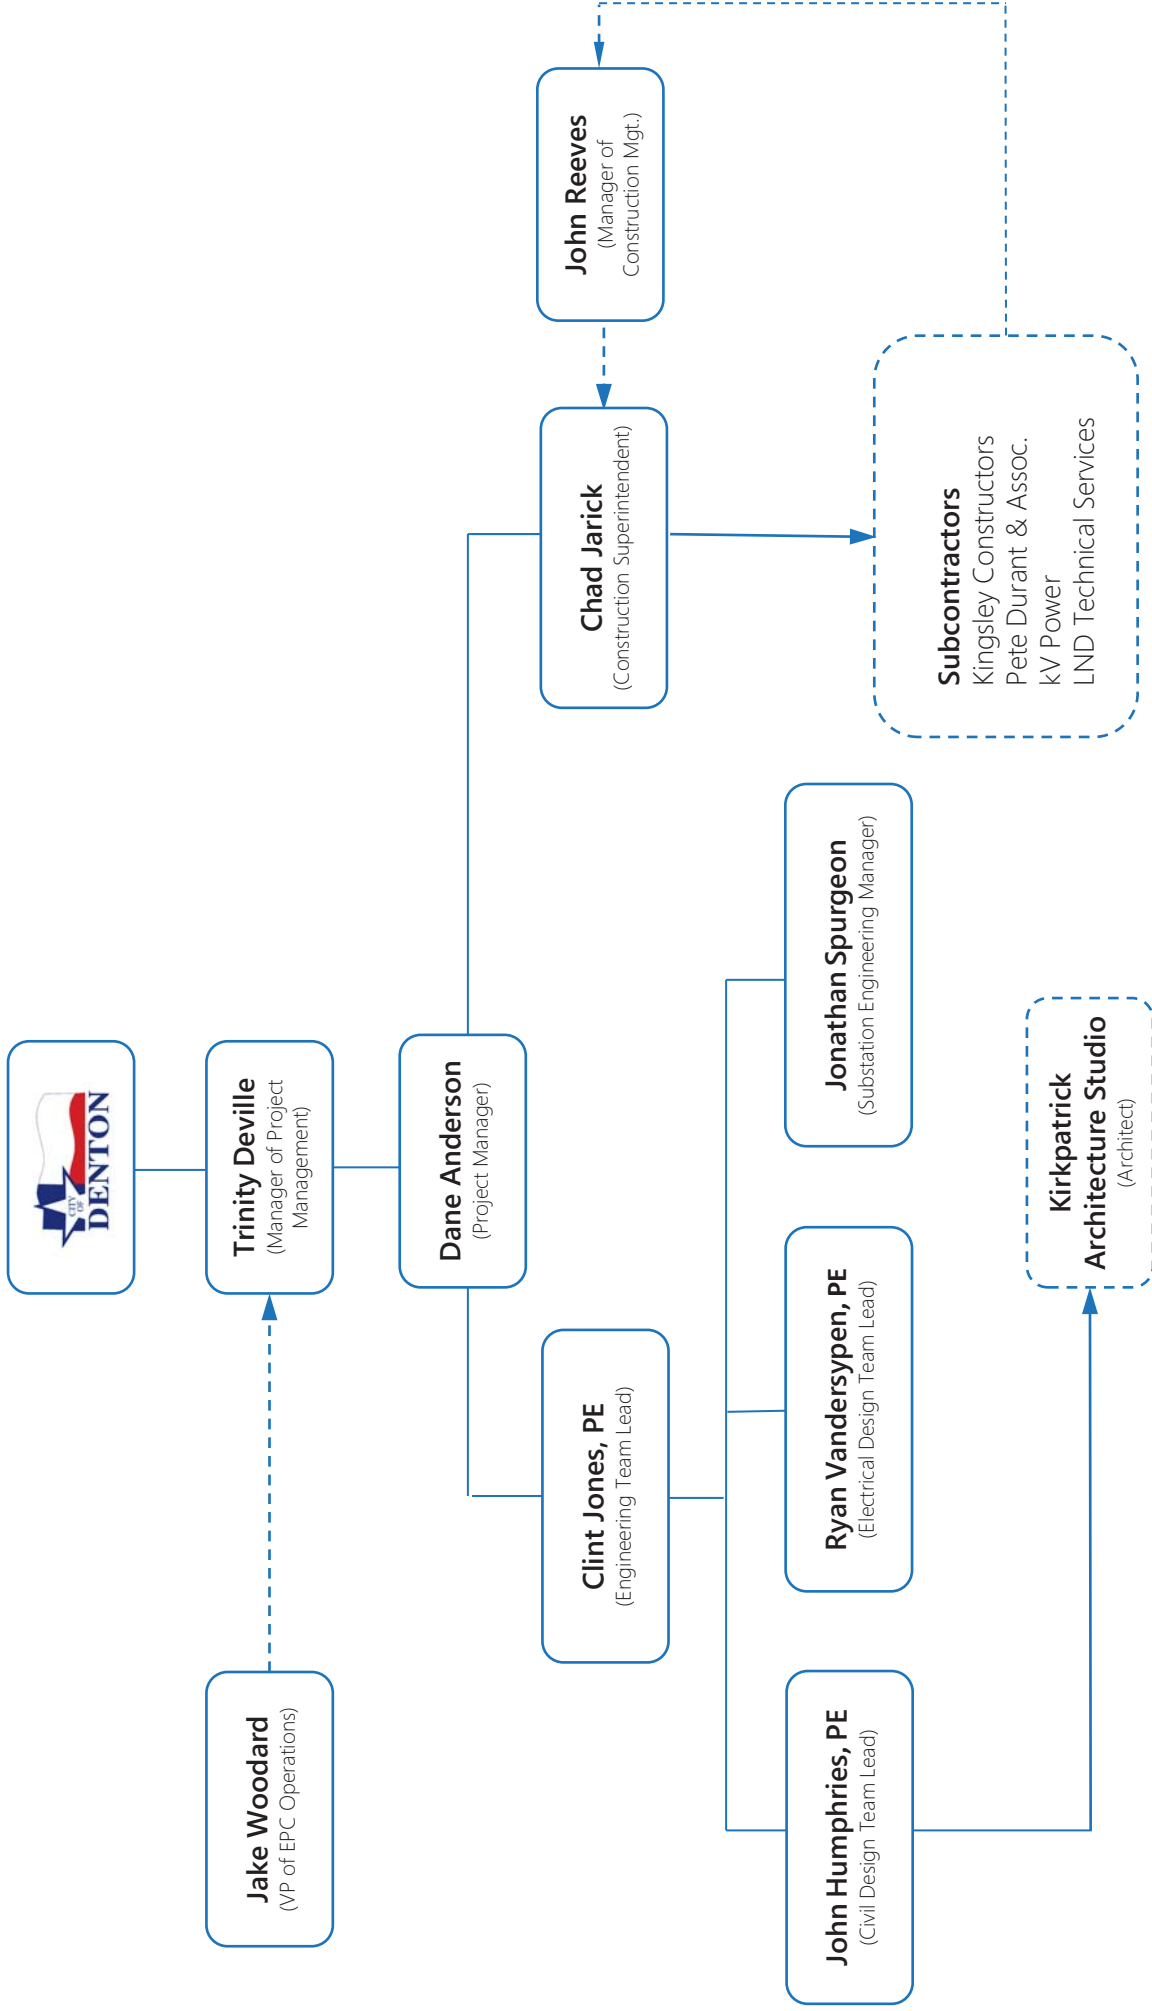 CITY
OF
DENTON
Jake Woodard
(VP of EPC Operations)
Trinity Deville
(Manager of Project
Management)
Dane Anderson
(Project Manager)
Clint Jones, PE
(Engineering Team Lead)
Chad Jarick
(Construction Superintendent)
John Reeves
(Manager of
Construction Mgt.)
John Humphries, PE
(Civil Design Team Lead)
Ryan Vandersypen, PE
(Electrical Design Team Lead)
Jonathan Spurgeon
(Substation Engineering Manager)
Subcontractors
Kingsley Constructors
Pete Durant & Assoc.
kV Power
LND Technical Services
Kirkpatrick
Architecture Studio
(Architect)